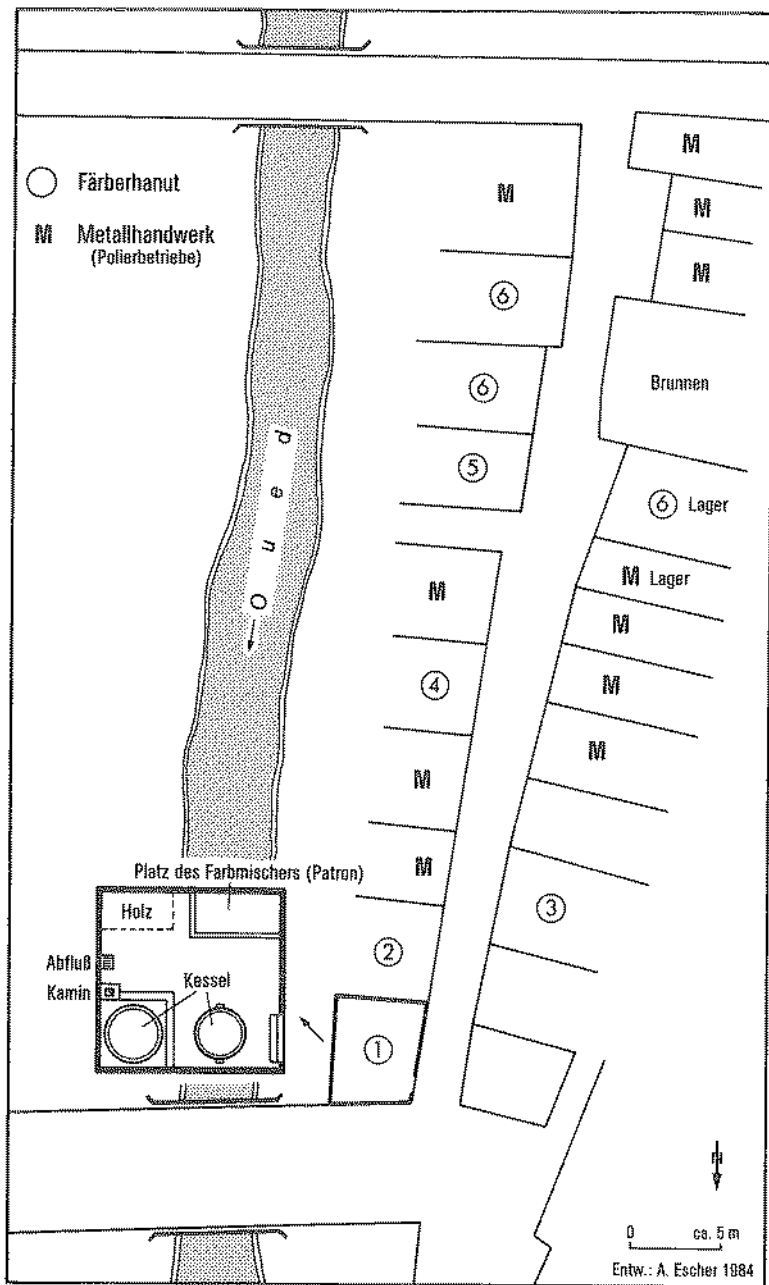 Färberhanut
M Metallhandwerk
(Polierbetriebe)
M
M
M
M
6
6
5
Brunnen
6 Lager
M Lager
M
M
M
Oued
M
4
M
M
3
2
1
Platz des Farbmischers (Patron)
Holz
Abfluß
Kamin
Kessel
N
0 ca. 5 m
Entw.: A. Escher 1984